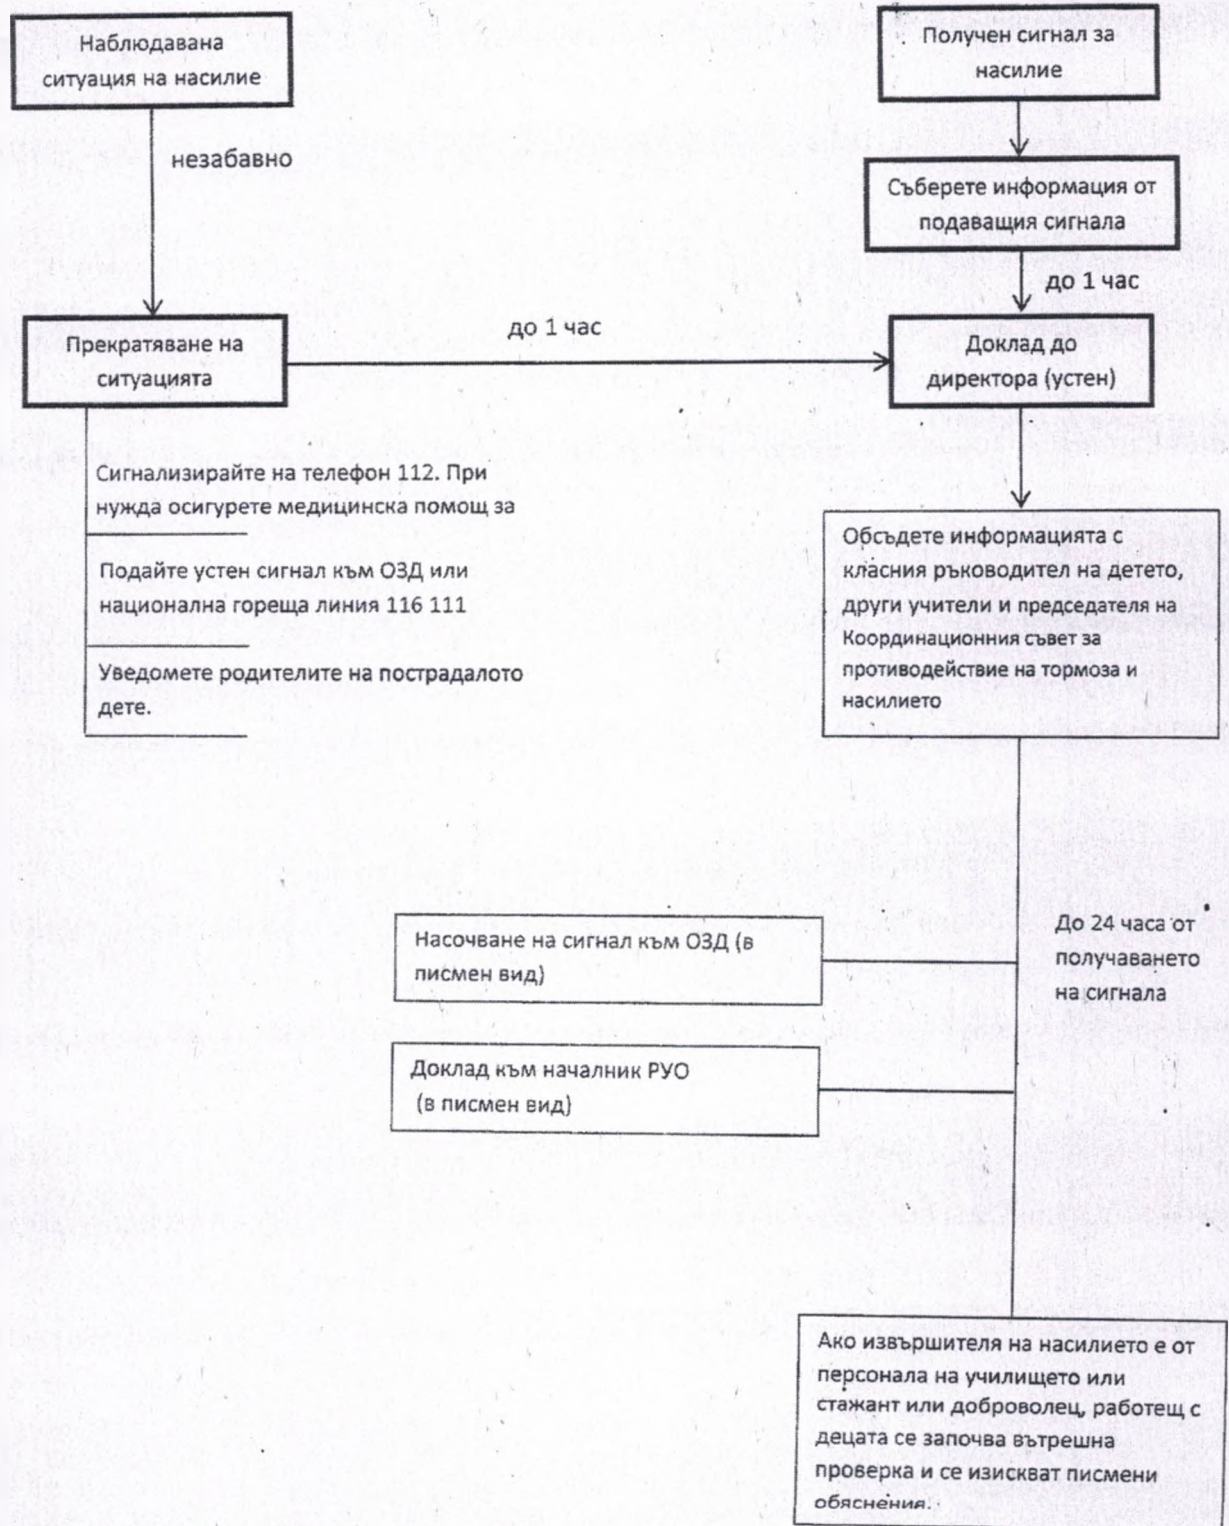 Наблюдавана
ситуация на насилие
незабавно
Прекратяване на
ситуацията
до 1 час
Сигнализирайте на телефон 112. При
нужда осигурете медицинска помощ за
Подайте устен сигнал към ОЗД или
национална гореща линия 116 111
Уведомете родителите на пострадалото
дете.
Получен сигнал за
насилие
Съберете информация от
подаващия сигнала
до 1 час
Доклад до
директора (устен)
Обсъдете информацията с
класния ръководител на детето,
други учители и председателя на
Координационния съвет за
противодействие на тормоза и
насилието
До 24 часа от
получаването
на сигнала
Насочване на сигнал към ОЗД (в
писмен вид)
Доклад към началник РУО
(в писмен вид)
Ако извършителя на насилието е от
персонала на училището или
стажант или доброволец, работещ с
децата се започва вътрешна
проверка и се изискват писмени
обяснения.